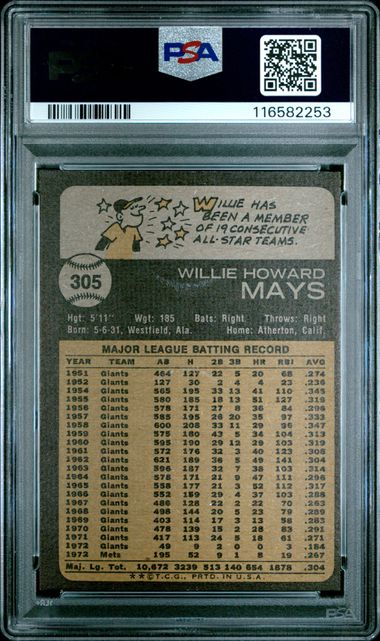 PSA
116582253
WILLIE HAS
BEEN A MEMBER
OF 19 CONSECUTIVE
ALL-STAR TEAMS.
305
WILLIE HOWARD
MAYS
Hgt: 5'11" Wgt: 185 Bats: Right Throws: Right
Born: 5-6-31, Westfield, Ala. Home: Atherton, Calif.
MAJOR LEAGUE BATTING RECORD
YEAR TEAM AB H 2B 3B HR RBI AVG
1951 Giants 464 127 22 5 20 68 .274
1952 Giants 127 30 2 4 4 23 .236
1954 Giants 565 195 33 13 41 110 .345
1955 Giants 580 185 18 13 51 127 .319
1956 Giants 578 171 27 8 36 84 .296
1957 Giants 585 195 26 20 35 97 .333
1958 Giants 600 208 33 11 29 96 .347
1959 Giants 575 180 43 5 34 104 .313
1960 Giants 595 190 29 12 29 103 .319
1961 Giants 572 176 32 3 40 123 .308
1962 Giants 621 189 36 5 49 141 .304
1963 Giants 596 187 32 7 38 103 .314
1964 Giants 578 171 21 9 47 111 .296
1965 Giants 558 177 21 3 52 112 .317
1966 Giants 552 159 29 4 37 103 .288
1967 Giants 486 128 22 2 22 70 .263
1968 Giants 498 144 20 5 23 79 .289
1969 Giants 403 114 17 3 13 58 .283
1970 Giants 478 139 15 2 28 83 .291
1971 Giants 417 113 24 5 18 61 .271
1972 Giants 49 9 2 0 0 3 .184
1972 Mets 195 52 9 1 8 19 .267
Maj. Lg. Tot. 10,672 3239 513 140 654 1878 .304
**©T.C.G., PRTD. IN U.S.A.
PSA